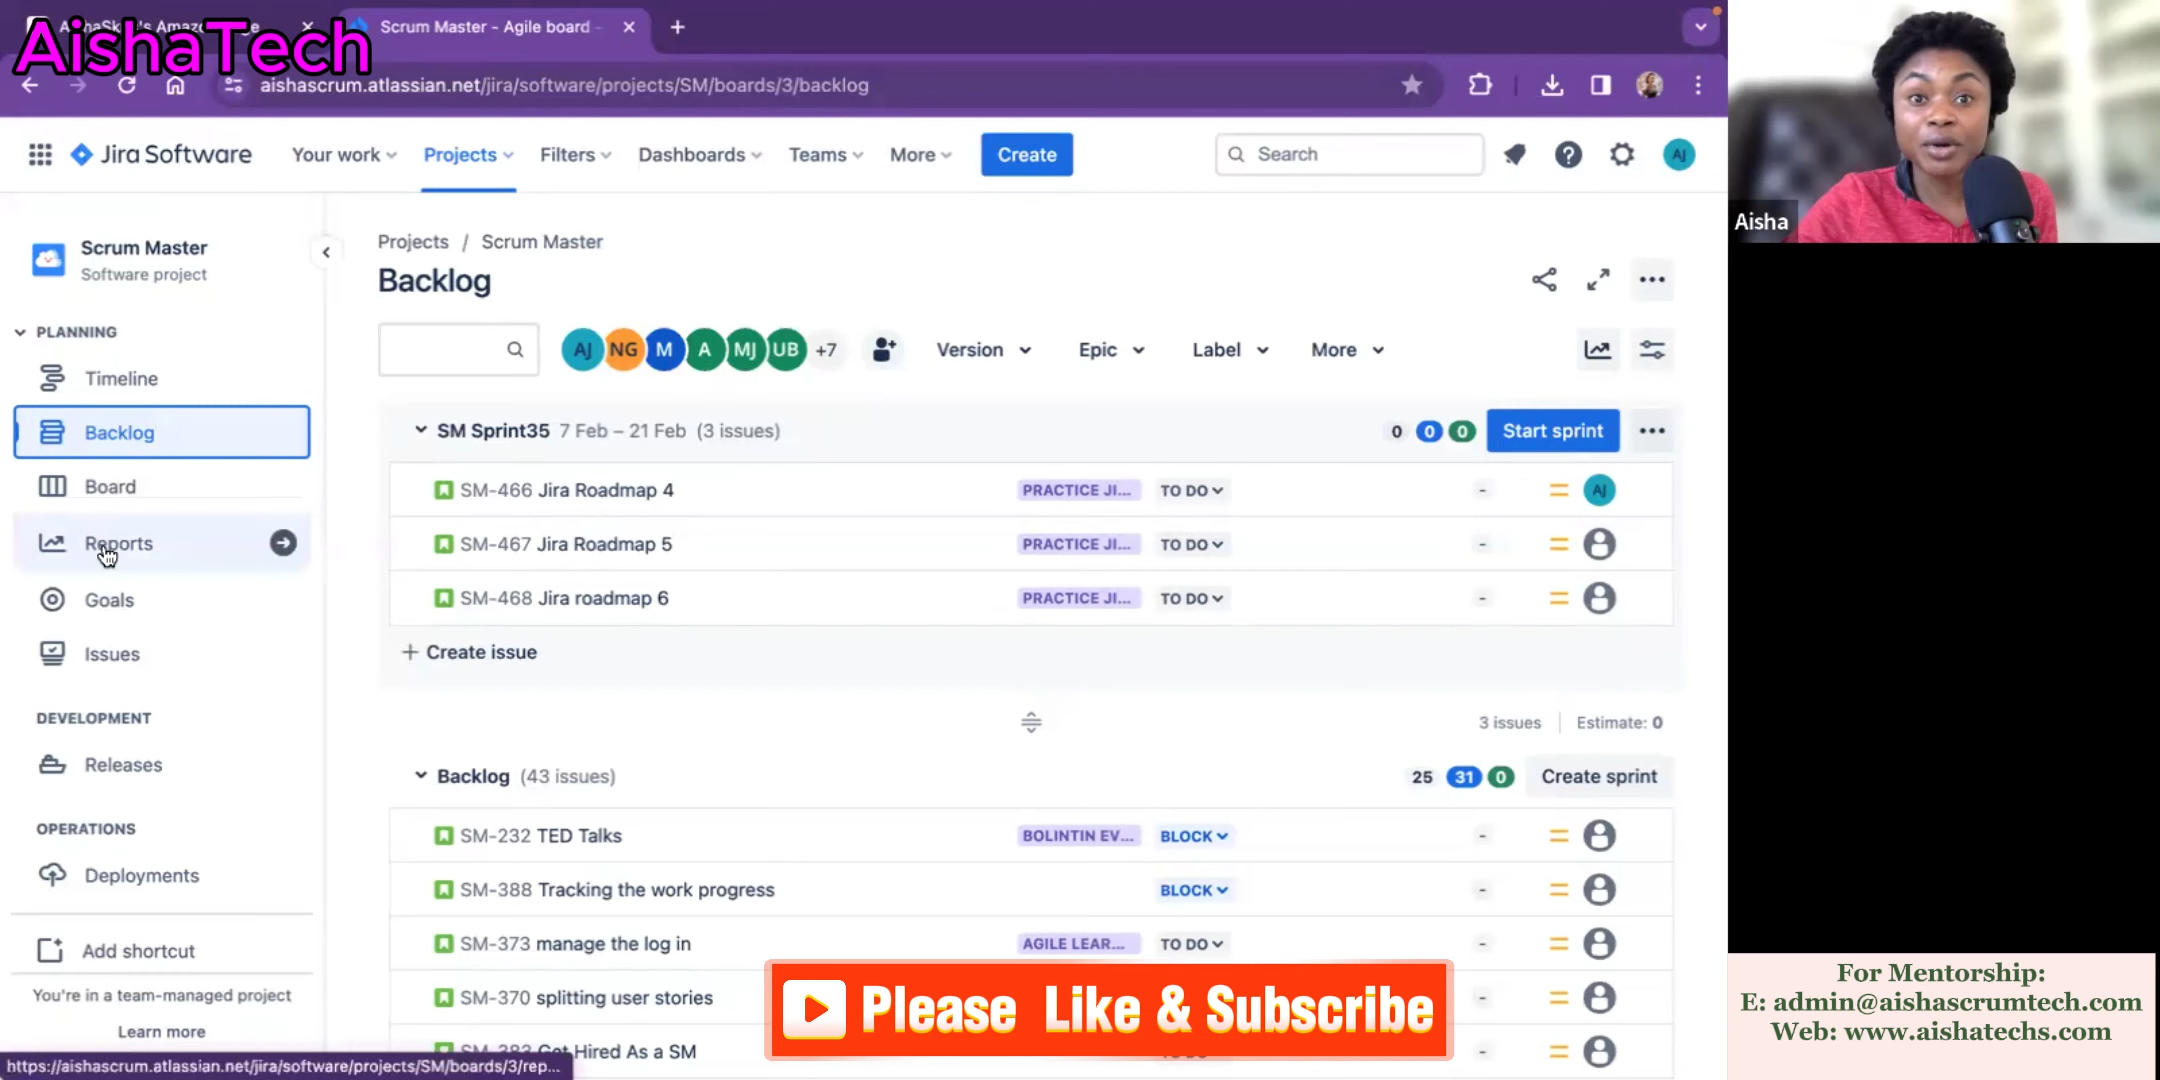 AishaTech
Scrum Master - Agile board -
aishascrum.atlassian.net/jira/software/projects/SM/boards/3/backlog
Jira Software
Your work
Projects
Filters
Dashboards
Teams
More
Create
Search
AJ
Aisha
Scrum Master
Software project
PLANNING
Timeline
Backlog
Board
Reports
Goals
Issues
DEVELOPMENT
Releases
OPERATIONS
Deployments
Add shortcut
You're in a team-managed project
Learn more
https://aishascrum.atlassian.net/jira/software/projects/SM/boards/3/rep...
Projects / Scrum Master
Backlog
AJ NG M A MJ UB +7
Version
Epic
Label
More
SM Sprint35 7 Feb – 21 Feb (3 issues) 0 0 0 Start sprint
SM-466 Jira Roadmap 4 PRACTICE JI... TO DO - AJ
SM-467 Jira Roadmap 5 PRACTICE JI... TO DO -
SM-468 Jira roadmap 6 PRACTICE JI... TO DO -
+ Create issue
3 issues Estimate: 0
Backlog (43 issues) 25 31 0 Create sprint
SM-232 TED Talks BOLINTIN EV... BLOCK -
SM-388 Tracking the work progress BLOCK -
SM-373 manage the log in AGILE LEAR... TO DO -
SM-370 splitting user stories -
SM-383 Get Hired As a SM -
Please Like & Subscribe
For Mentorship:
E: admin@aishascrumtech.com
Web: www.aishatechs.com